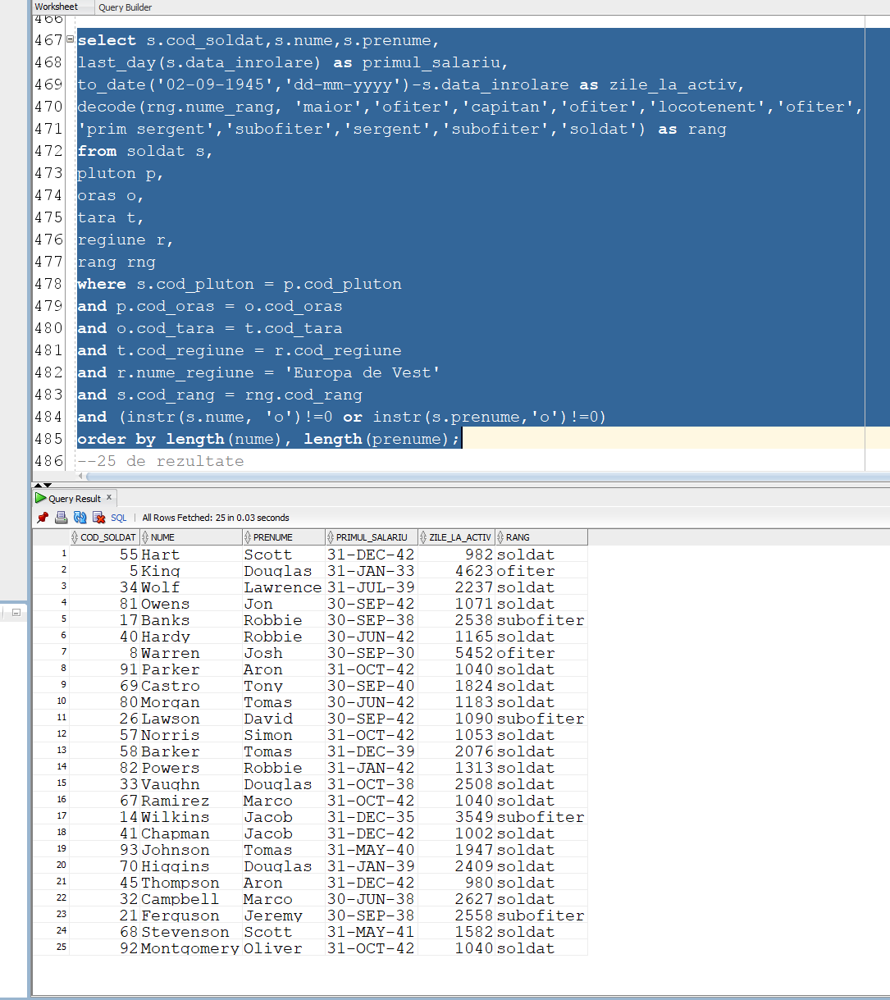 Worksheet Query Builder
466
467 select s.cod_soldat,s.nume,s.prenume,
468 last_day(s.data_inrolare) as primul_salariu,
469 to_date('02-09-1945','dd-mm-yyyy')-s.data_inrolare as zile_la_activ,
470 decode(rng.nume_rang, 'maior','ofiter','capitan','ofiter','locotenent','ofiter',
471 'prim sergent','subofiter','sergent','subofiter','soldat') as rang
472 from soldat s,
473 pluton p,
474 oras o,
475 tara t,
476 regiune r,
477 rang rng
478 where s.cod_pluton = p.cod_pluton
479 and p.cod_oras = o.cod_oras
480 and o.cod_tara = t.cod_tara
481 and t.cod_regiune = r.cod_regiune
482 and r.nume_regiune = 'Europa de Vest'
483 and s.cod_rang = rng.cod_rang
484 and (instr(s.nume, 'o')!=0 or instr(s.prenume,'o')!=0)
485 order by length(nume), length(prenume);
486 --25 de rezultate
Query Result x
SQL | All Rows Fetched: 25 in 0.03 seconds
COD_SOLDAT NUME PRENUME PRIMUL_SALARIU ZILE_LA_ACTIV RANG
1 55 Hart Scott 31-DEC-42 982 soldat
2 5 King Douglas 31-JAN-33 4623 ofiter
3 34 Wolf Lawrence 31-JUL-39 2237 soldat
4 81 Owens Jon 30-SEP-42 1071 soldat
5 17 Banks Robbie 30-SEP-38 2538 subofiter
6 40 Hardy Robbie 30-JUN-42 1165 soldat
7 8 Warren Josh 30-SEP-30 5452 ofiter
8 91 Parker Aron 31-OCT-42 1040 soldat
9 69 Castro Tony 30-SEP-40 1824 soldat
10 80 Morgan Tomas 30-JUN-42 1183 soldat
11 26 Lawson David 30-SEP-42 1090 subofiter
12 57 Norris Simon 31-OCT-42 1053 soldat
13 58 Barker Tomas 31-DEC-39 2076 soldat
14 82 Powers Robbie 31-JAN-42 1313 soldat
15 33 Vaughn Douglas 31-OCT-38 2508 soldat
16 67 Ramirez Marco 31-OCT-42 1040 soldat
17 14 Wilkins Jacob 31-DEC-35 3549 subofiter
18 41 Chapman Jacob 31-DEC-42 1002 soldat
19 93 Johnson Tomas 31-MAY-40 1947 soldat
20 70 Higgins Douglas 31-JAN-39 2409 soldat
21 45 Thompson Aron 31-DEC-42 980 soldat
22 32 Campbell Marco 30-JUN-38 2627 soldat
23 21 Ferguson Jeremy 30-SEP-38 2558 subofiter
24 68 Stevenson Scott 31-MAY-41 1582 soldat
25 92 Montgomery Oliver 31-OCT-42 1040 soldat